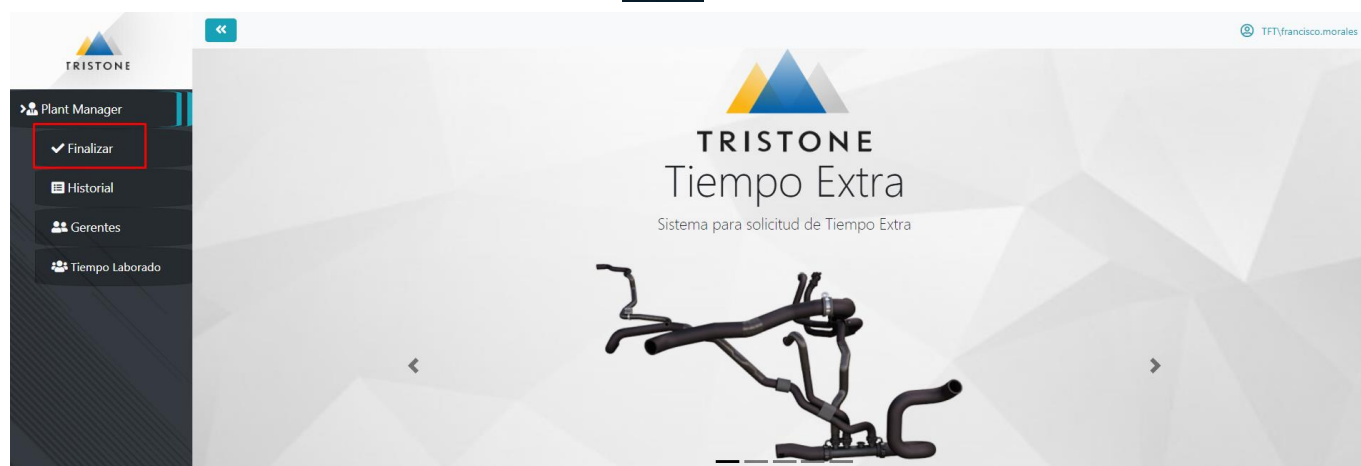 TRISTONE
TFT\francisco.morales
Plant Manager
Finalizar
Historial
Gerentes
Tiempo Laborado
TRISTONE
Tiempo Extra
Sistema para solicitud de Tiempo Extra